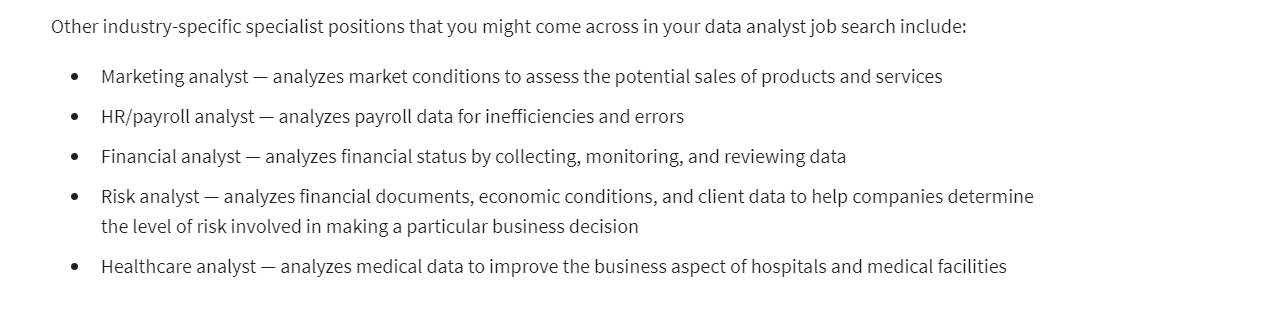 Other industry-specific specialist positions that you might come across in your data analyst job search include:
• Marketing analyst — analyzes market conditions to assess the potential sales of products and services
• HR/payroll analyst — analyzes payroll data for inefficiencies and errors
• Financial analyst — analyzes financial status by collecting, monitoring, and reviewing data
• Risk analyst — analyzes financial documents, economic conditions, and client data to help companies determine
the level of risk involved in making a particular business decision
• Healthcare analyst — analyzes medical data to improve the business aspect of hospitals and medical facilities